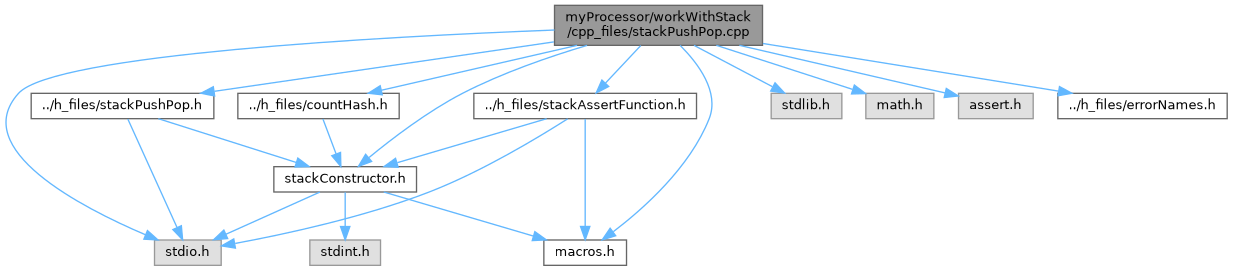 myProcessor/workWithStack
/cpp_files/stackPushPop.cpp
../h_files/stackPushPop.h
../h_files/countHash.h
../h_files/stackAssertFunction.h
stdlib.h
math.h
assert.h
../h_files/errorNames.h
stackConstructor.h
stdio.h
stdint.h
macros.h